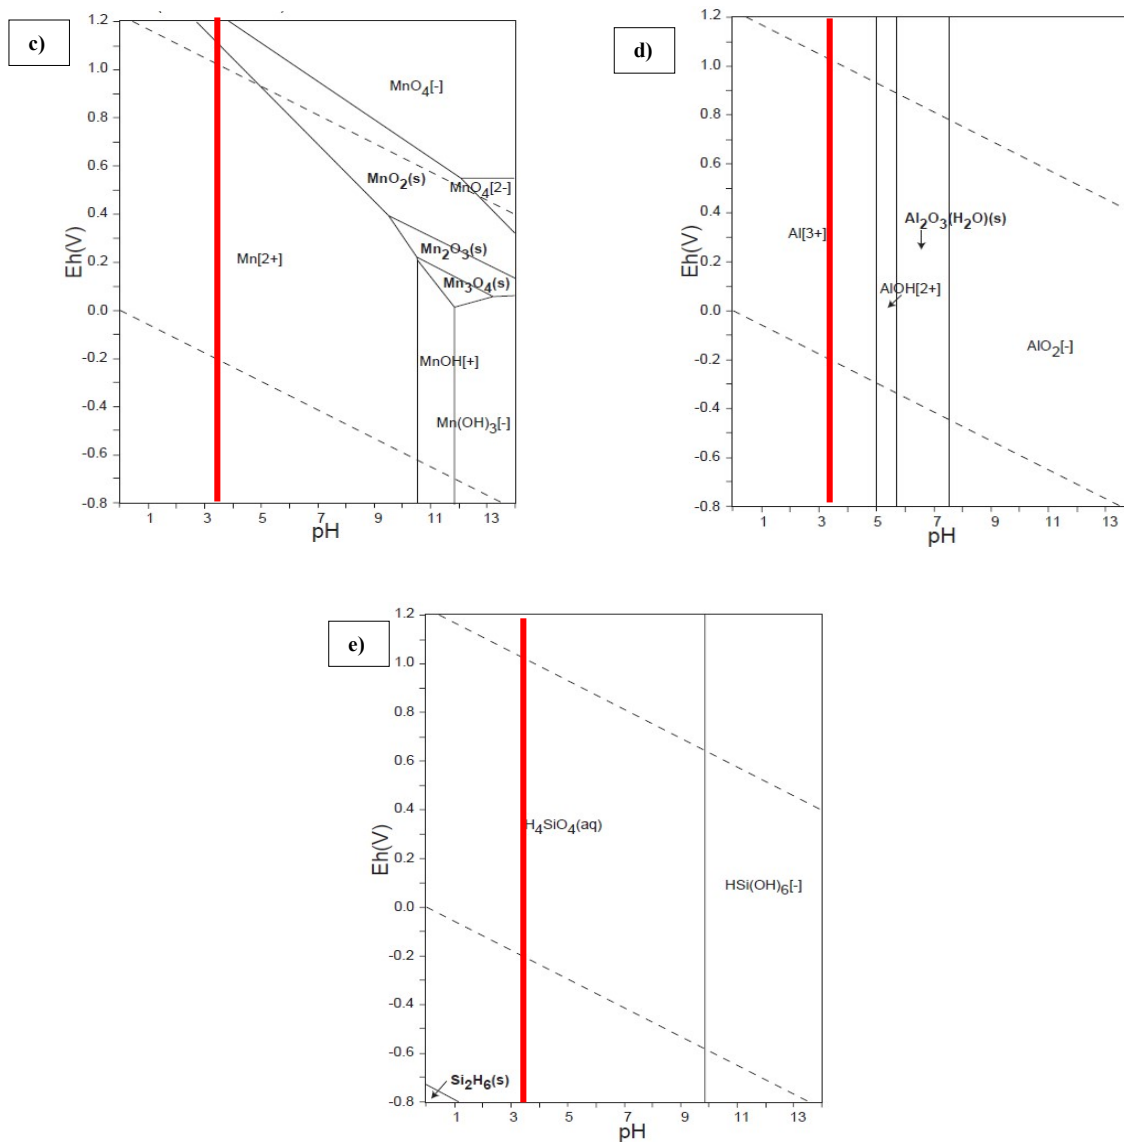 c)
1.2
1.0
0.8
0.6
0.4
0.2
0.0
-0.2
-0.4
-0.6
-0.8
Eh(V)
MnO4[-]
MnO2(s)
MnO4[2-]
Mn2O3(s)
Mn[2+]
Mn3O4(s)
MnOH[+]
Mn(OH)3[-]
1 3 5 7 9 11 13
pH
d)
1.2
1.0
0.8
0.6
0.4
0.2
0.0
-0.2
-0.4
-0.6
-0.8
Eh(V)
Al2O3(H2O)(s)
Al[3+]
AlOH[2+]
AlO2[-]
1 3 5 7 9 11 13
pH
e)
1.2
1.0
0.8
0.6
0.4
0.2
0.0
-0.2
-0.4
-0.6
-0.8
Eh(V)
H4SiO4(aq)
HSi(OH)6[-]
Si2H6(s)
1 3 5 7 9 11 13
pH